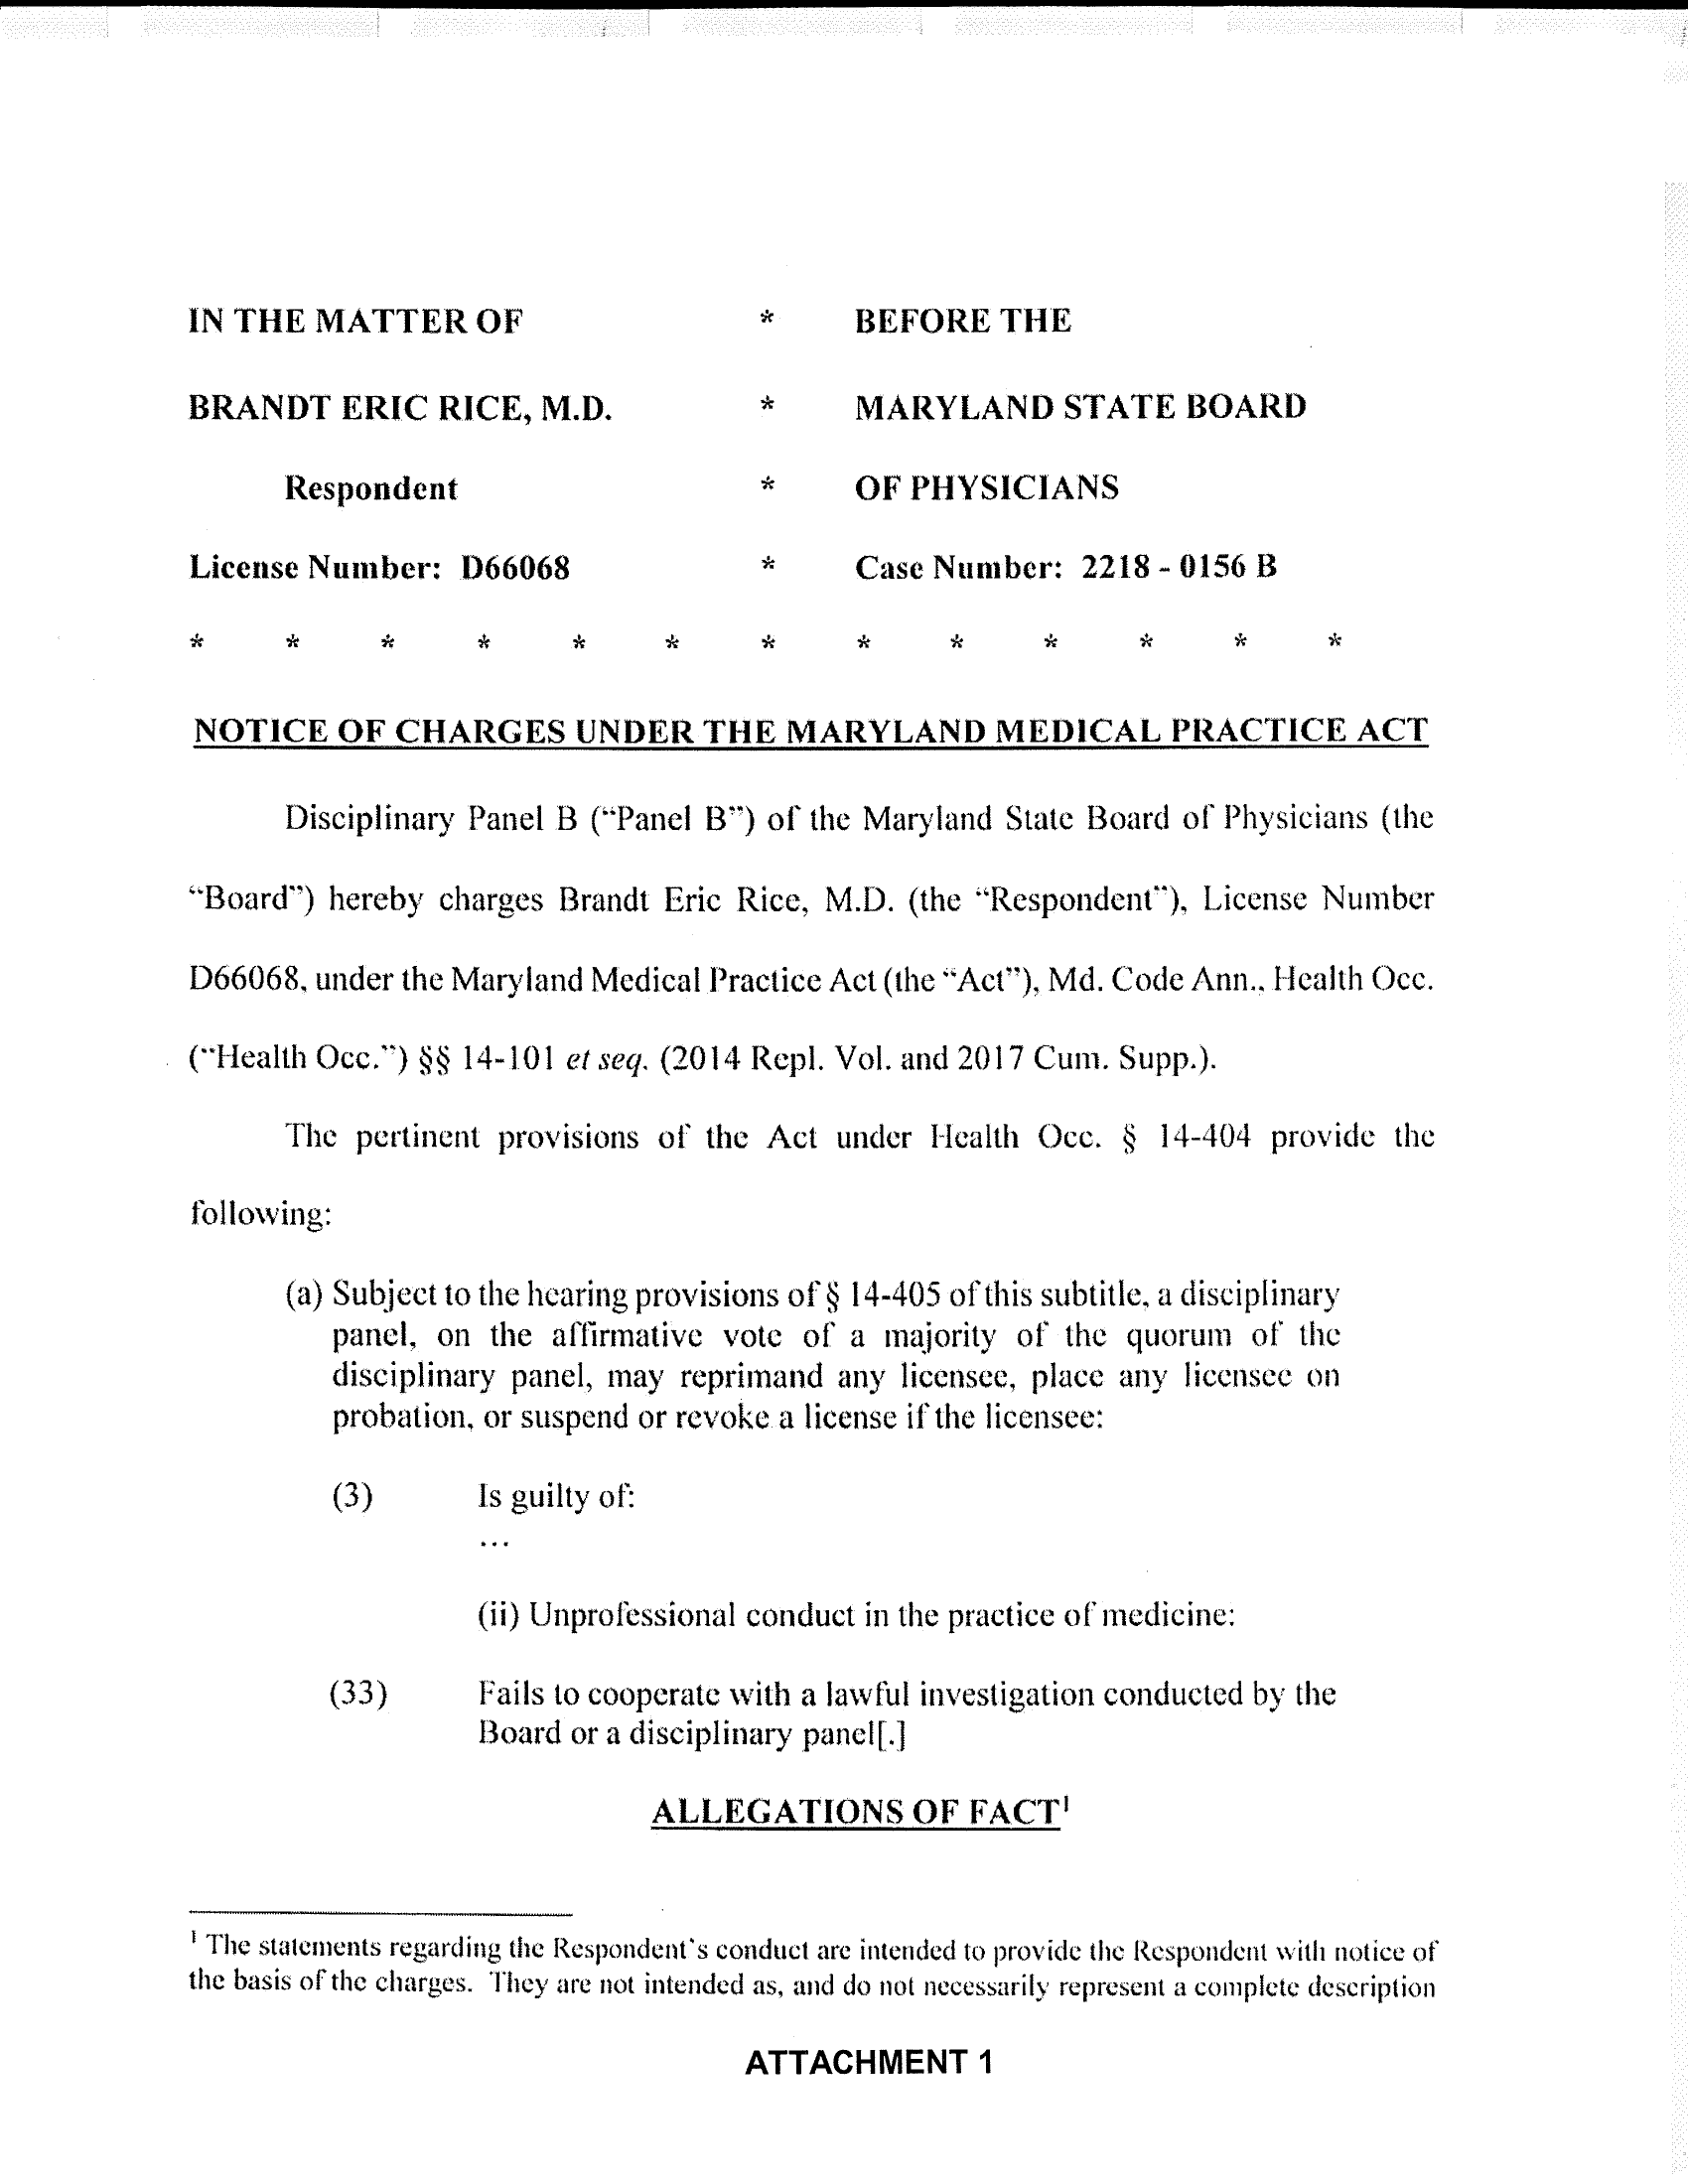 IN THE MATTER OF * BEFORE THE
BRANDT ERIC RICE, M.D. * MARYLAND STATE BOARD
Respondent * OF PHYSICIANS
License Number: D66068 * Case Number: 2218 - 0156 B
* * * * * * * * * * * * *
NOTICE OF CHARGES UNDER THE MARYLAND MEDICAL PRACTICE ACT
Disciplinary Panel B (“Panel B”) of the Maryland State Board of Physicians (the
“Board”) hereby charges Brandt Eric Rice, M.D. (the “Respondent”), License Number
D66068, under the Maryland Medical Practice Act (the “Act”), Md. Code Ann., Health Occ.
(“Health Occ.”) §§ 14-101 et seq. (2014 Repl. Vol. and 2017 Cum. Supp.).
The pertinent provisions of the Act under Health Occ. § 14-404 provide the
following:
(a) Subject to the hearing provisions of § 14-405 of this subtitle, a disciplinary
panel, on the affirmative vote of a majority of the quorum of the
disciplinary panel, may reprimand any licensee, place any licensee on
probation, or suspend or revoke a license if the licensee:
(3) Is guilty of:
...
(ii) Unprofessional conduct in the practice of medicine:
(33) Fails to cooperate with a lawful investigation conducted by the
Board or a disciplinary panel[.]
ALLEGATIONS OF FACT¹
¹ The statements regarding the Respondent's conduct are intended to provide the Respondent with notice of
the basis of the charges. They are not intended as, and do not necessarily represent a complete description
ATTACHMENT 1